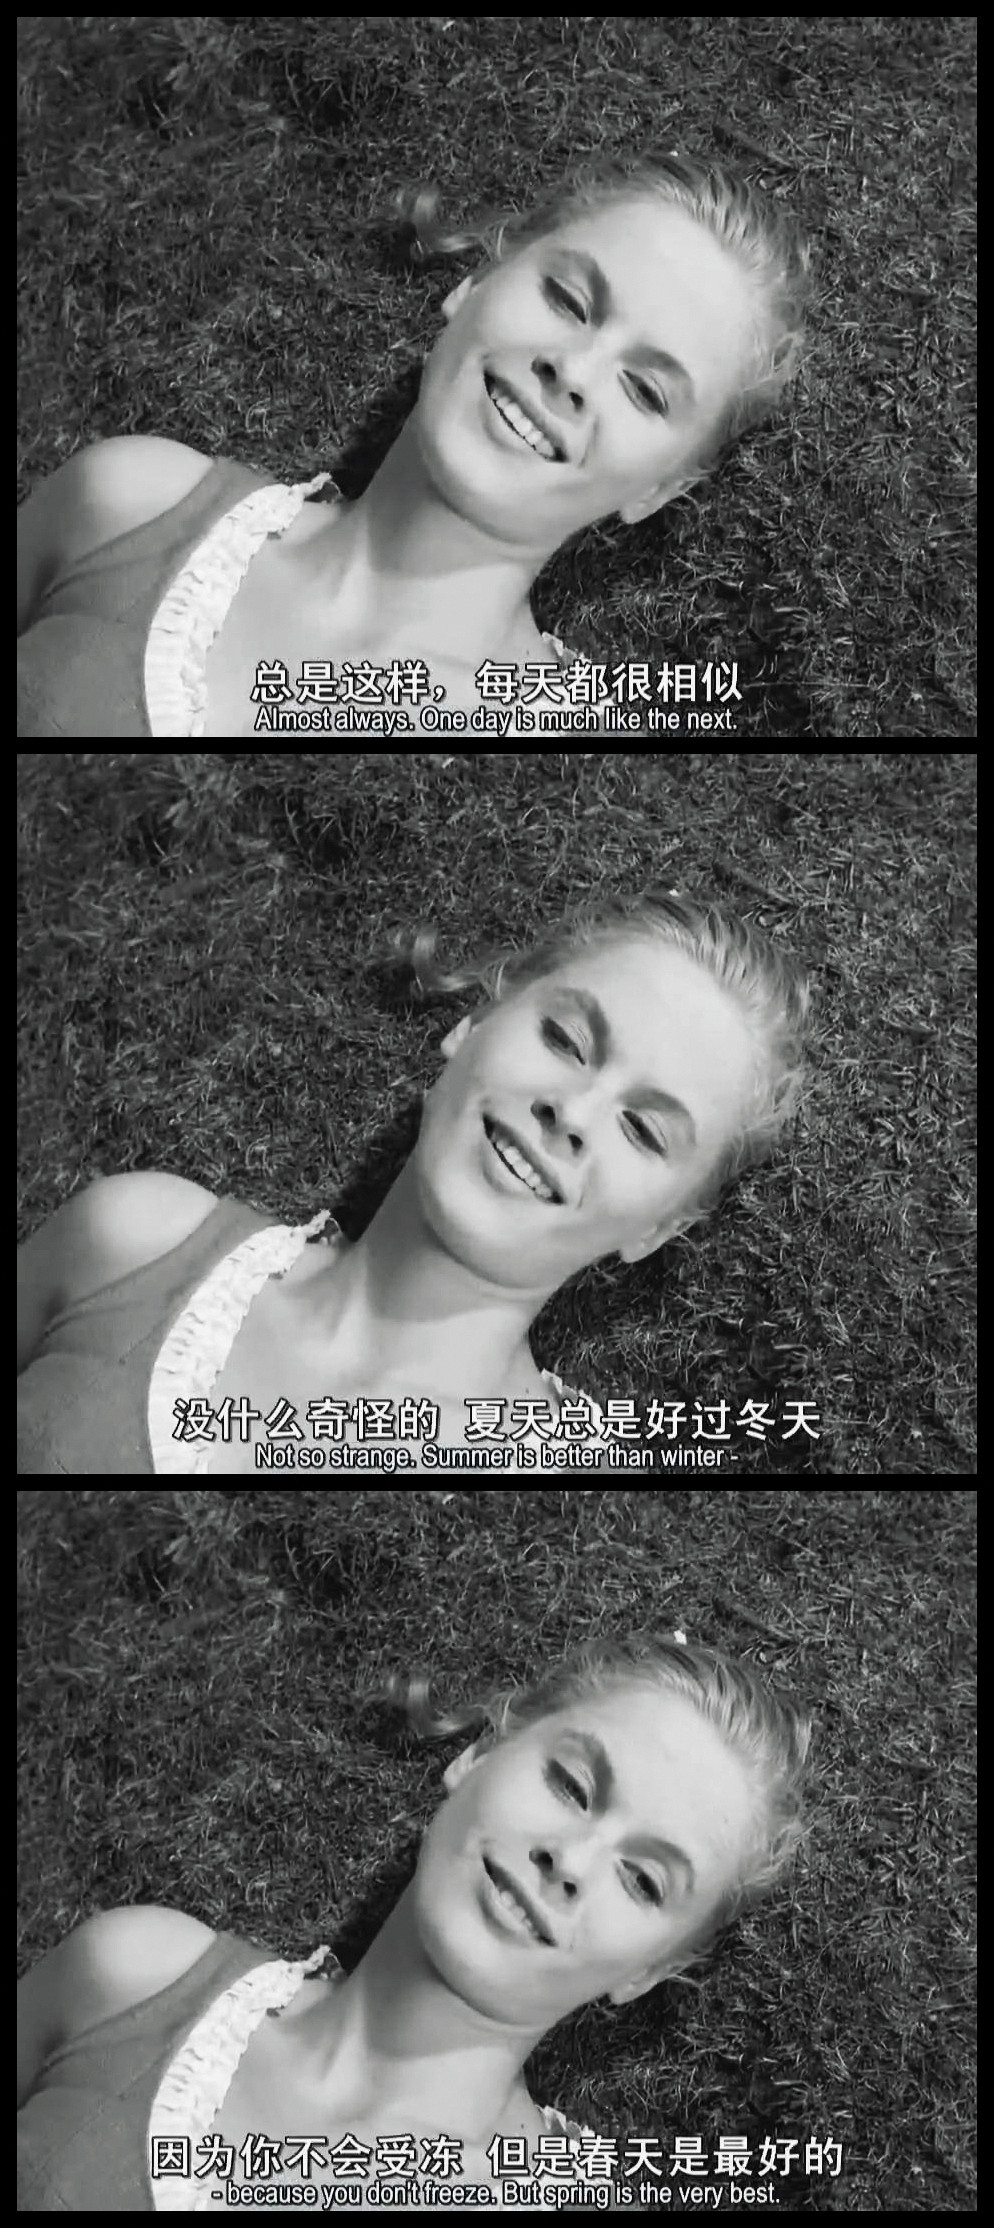 总是这样， 每天都很相似
Almost always. One day is much like the next.
没什么奇怪的 夏天总是好过冬天
Not so strange. Summer is better than winter -
因为你不会受冻 但是春天是最好的
- because you don't freeze. But spring is the very best.